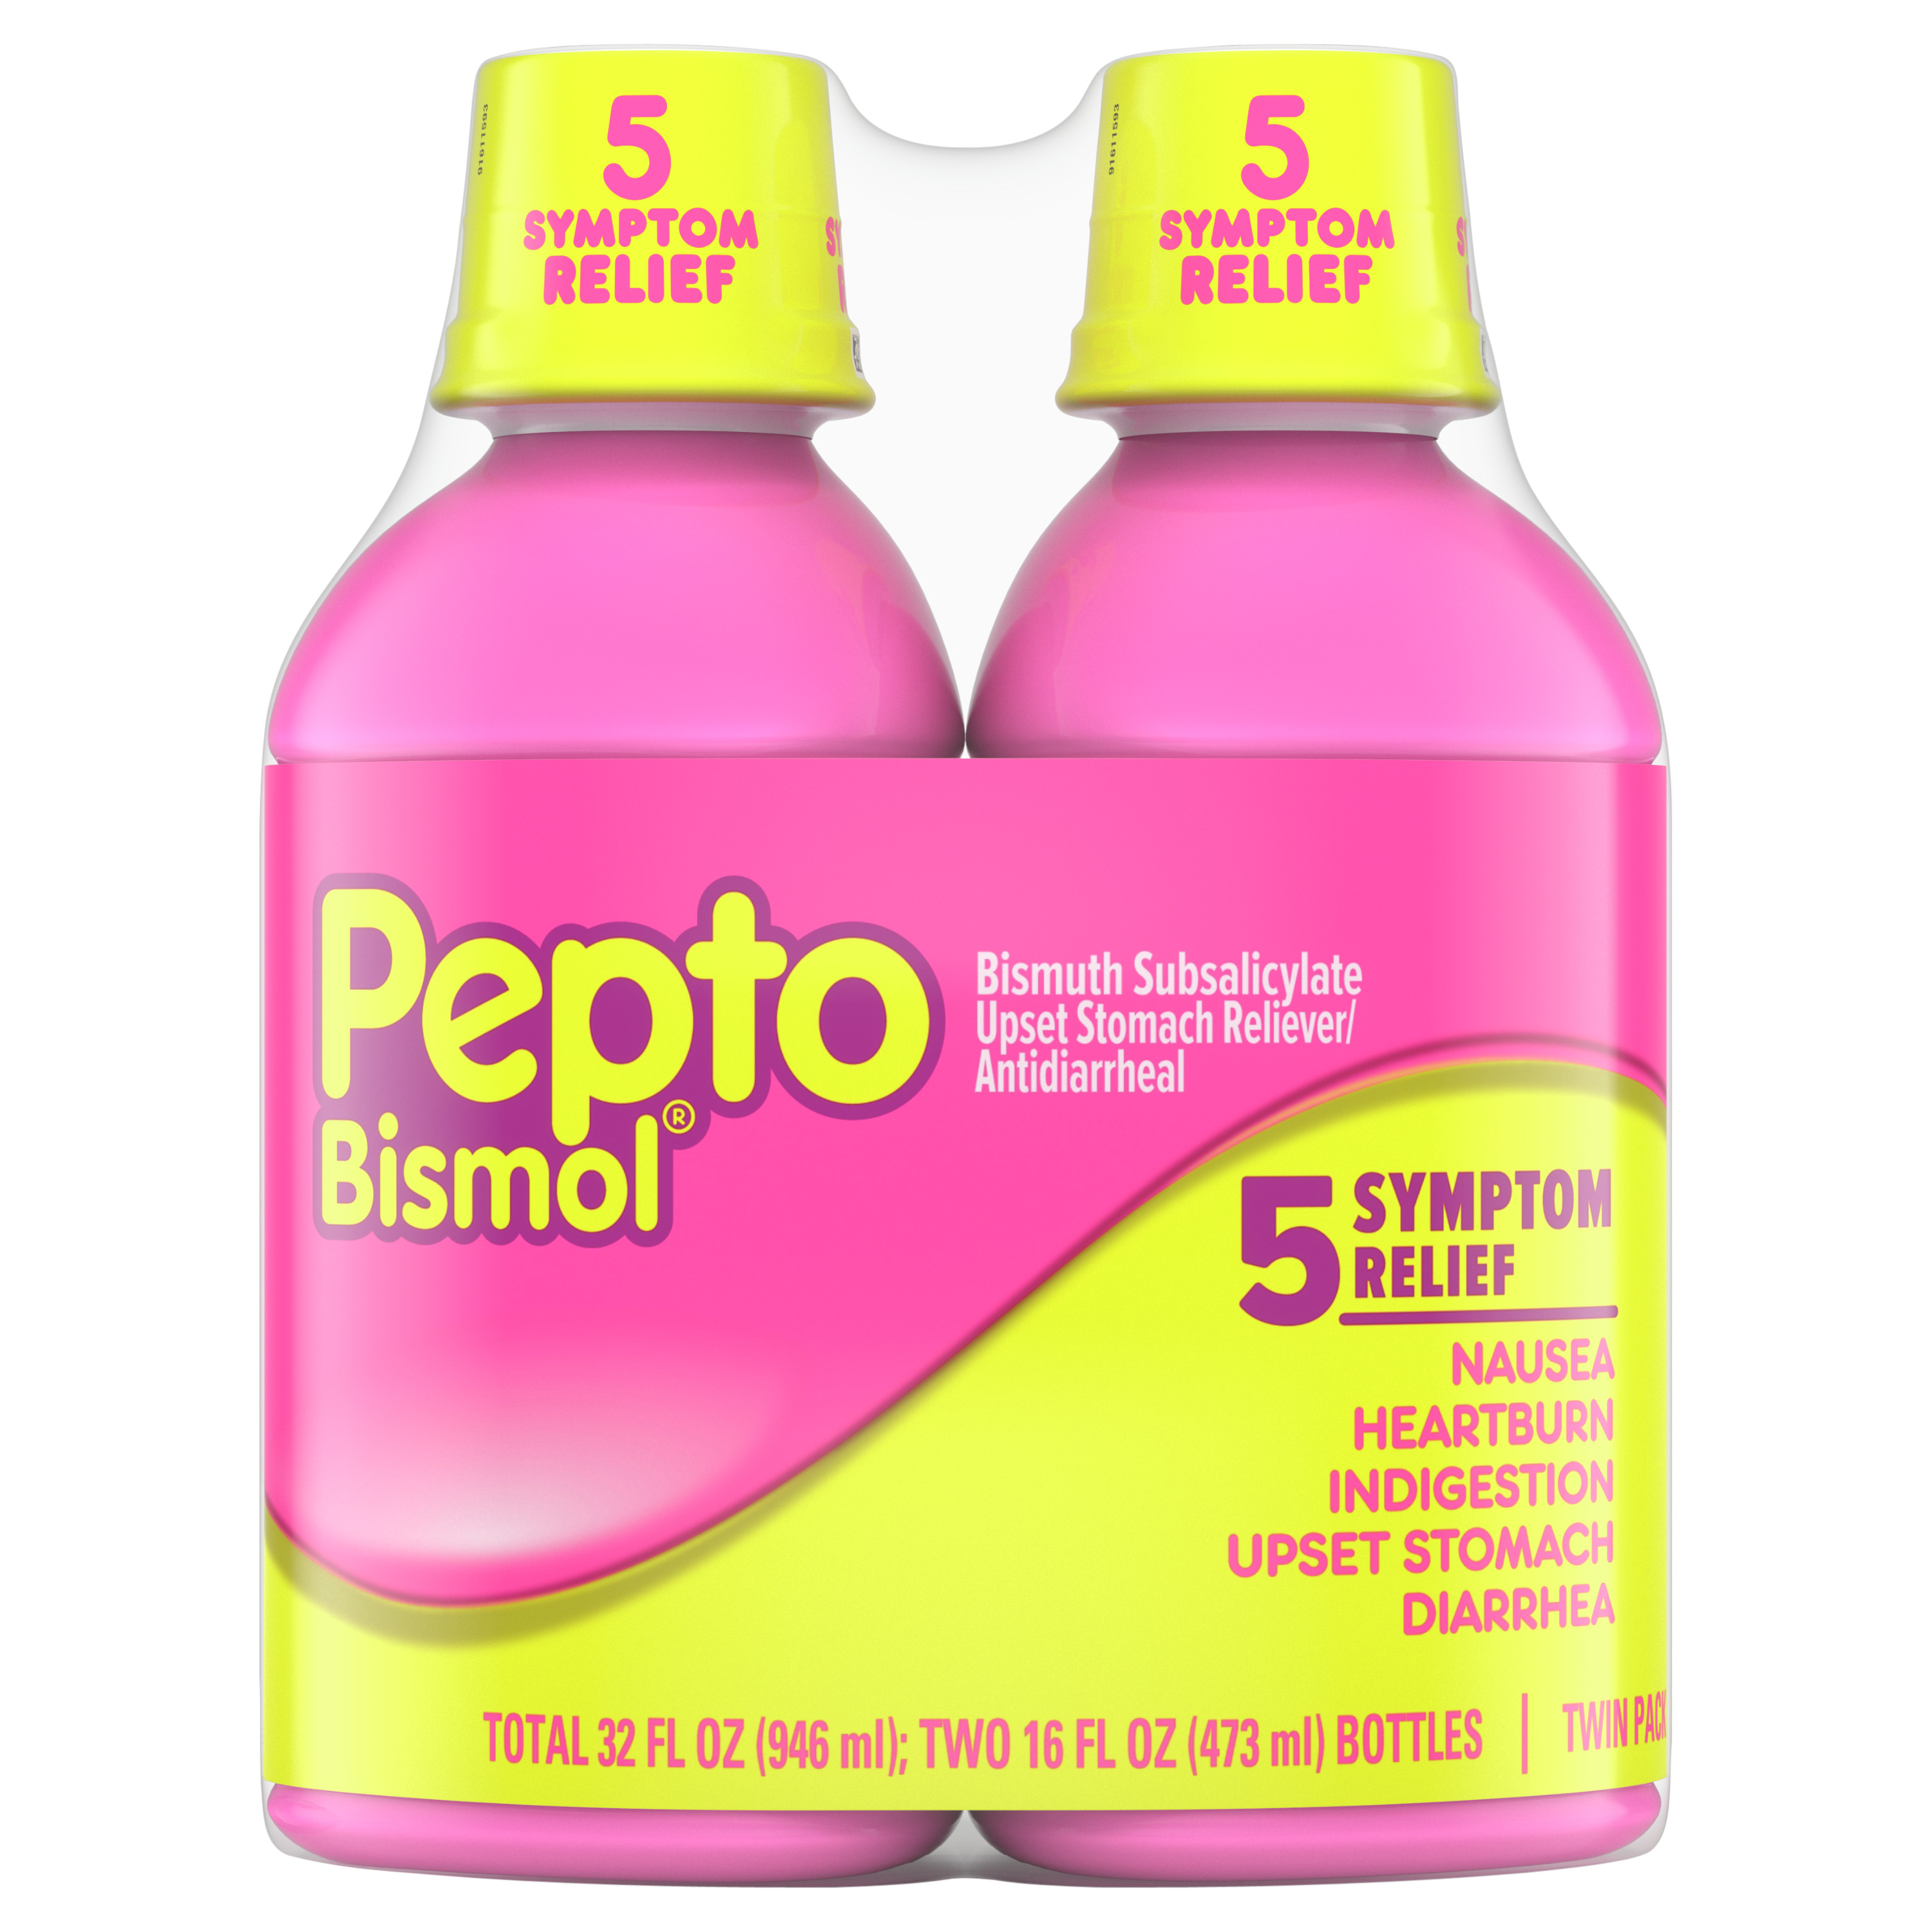 5
SYMPTOM
RELIEF
91611593
5
SYMPTOM
RELIEF
91611593
Pepto
Bismol®
Bismuth Subsalicylate
Upset Stomach Reliever/
Antidiarrheal
5 SYMPTOM
RELIEF
NAUSEA
HEARTBURN
INDIGESTION
UPSET STOMACH
DIARRHEA
TOTAL 32 FL OZ (946 ml); TWO 16 FL OZ (473 ml) BOTTLES | TWIN PACK